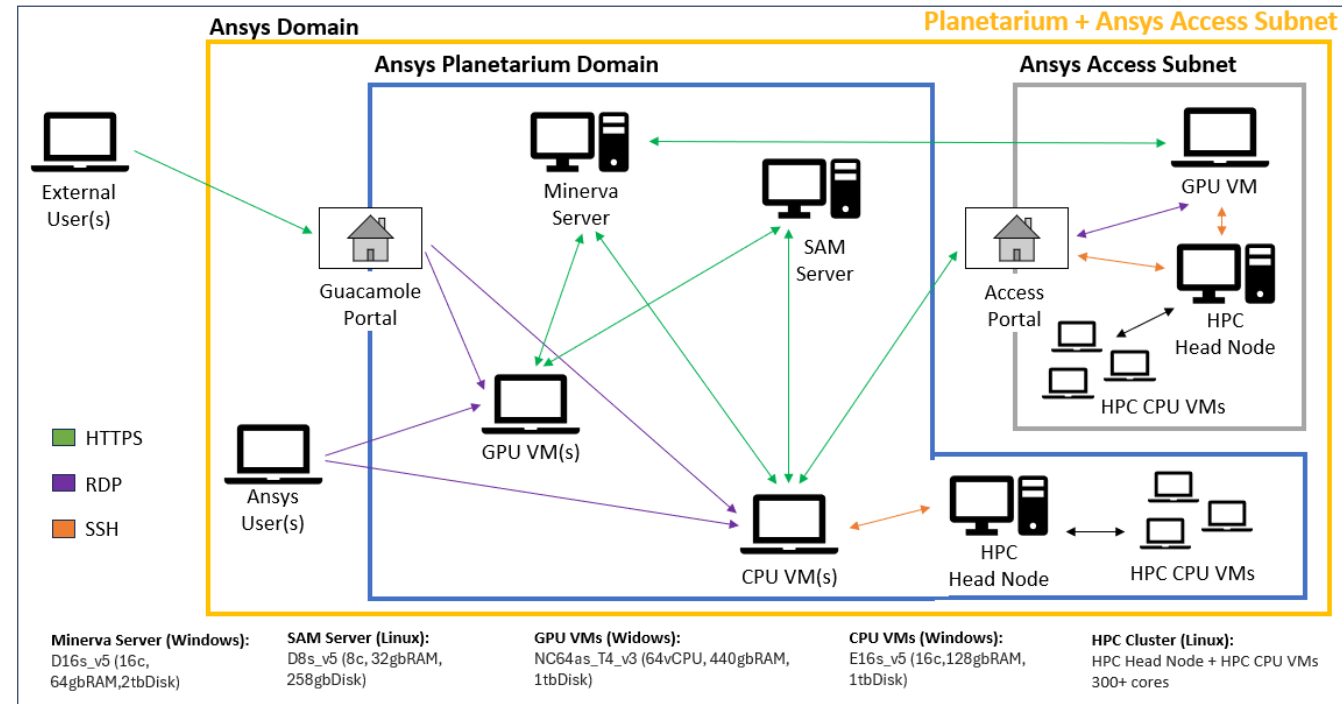 Ansys Domain
Planetarium + Ansys Access Subnet
Ansys Planetarium Domain
Ansys Access Subnet
External
User(s)
Minerva
Server
GPU VM
SAM
Server
Guacamole
Portal
Access
Portal
HPC
Head Node
HPC CPU VMs
HTTPS
RDP
SSH
GPU VM(s)
Ansys
User(s)
CPU VM(s)
HPC
Head Node
HPC CPU VMs
Minerva Server (Windows):
D16s_v5 (16c,
64gbRAM,2tbDisk)
SAM Server (Linux):
D8s_v5 (8c, 32gbRAM,
258gbDisk)
GPU VMs (Widows):
NC64as_T4_v3 (64vCPU, 440gbRAM,
1tbDisk)
CPU VMs (Windows):
E16s_v5 (16c,128gbRAM,
1tbDisk)
HPC Cluster (Linux):
HPC Head Node + HPC CPU VMs
300+ cores